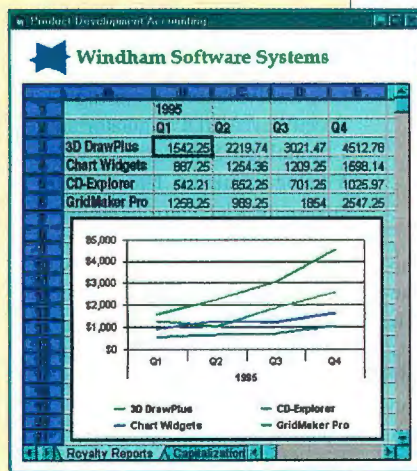 Product Development Accounting
Windham Software Systems
1995
Q1 Q2 Q3 Q4
3D DrawPlus 1542.25 2219.74 3021.47 4512.78
Chart Widgets 887.25 1254.36 1209.25 1598.14
CD-Explorer 542.21 652.25 701.25 1025.97
GridMaker Pro 1258.25 989.25 1854 2547.25
$5,000
$4,000
$3,000
$2,000
$1,000
$0
Q1 Q2 Q3 Q4
1995
3D DrawPlus CD-Explorer
Chart Widgets GridMaker Pro
Royalty Reports Capitalization